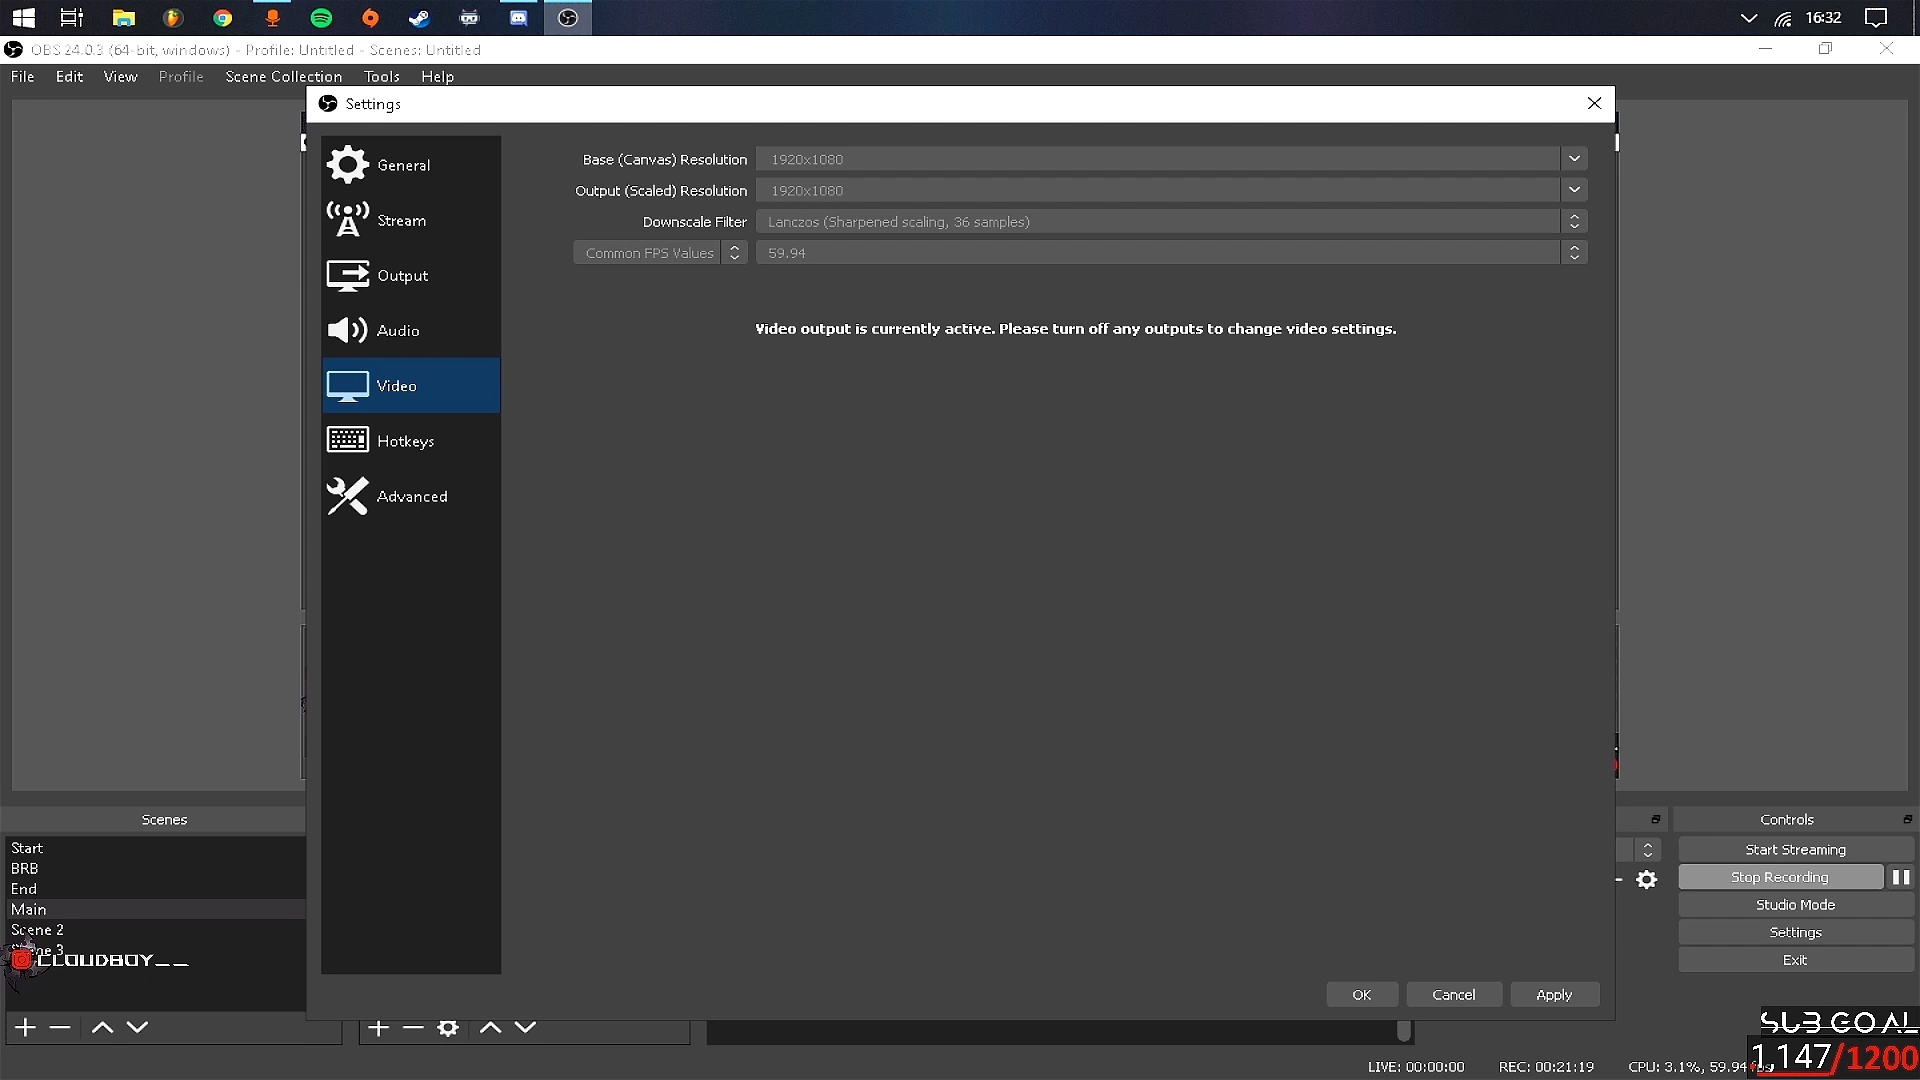 16:32
OBS 24.0.3 (64-bit, windows) - Profile: Untitled - Scenes: Untitled
File Edit View Profile Scene Collection Tools Help
Settings
General
Stream
Output
Audio
Video
Hotkeys
Advanced
Base (Canvas) Resolution 1920x1080
Output (Scaled) Resolution 1920x1080
Downscale Filter Lanczos (Sharpened scaling, 36 samples)
Common FPS Values 59.94
Video output is currently active. Please turn off any outputs to change video settings.
OK Cancel Apply
Scenes
Start
BRB
End
Main
Scene 2
CLOUDBOY__
Controls
Start Streaming
Stop Recording
Studio Mode
Settings
Exit
SUB GOAL
1,147/1200
LIVE: 00:00:00 REC: 00:21:19 CPU: 3.1%, 59.94